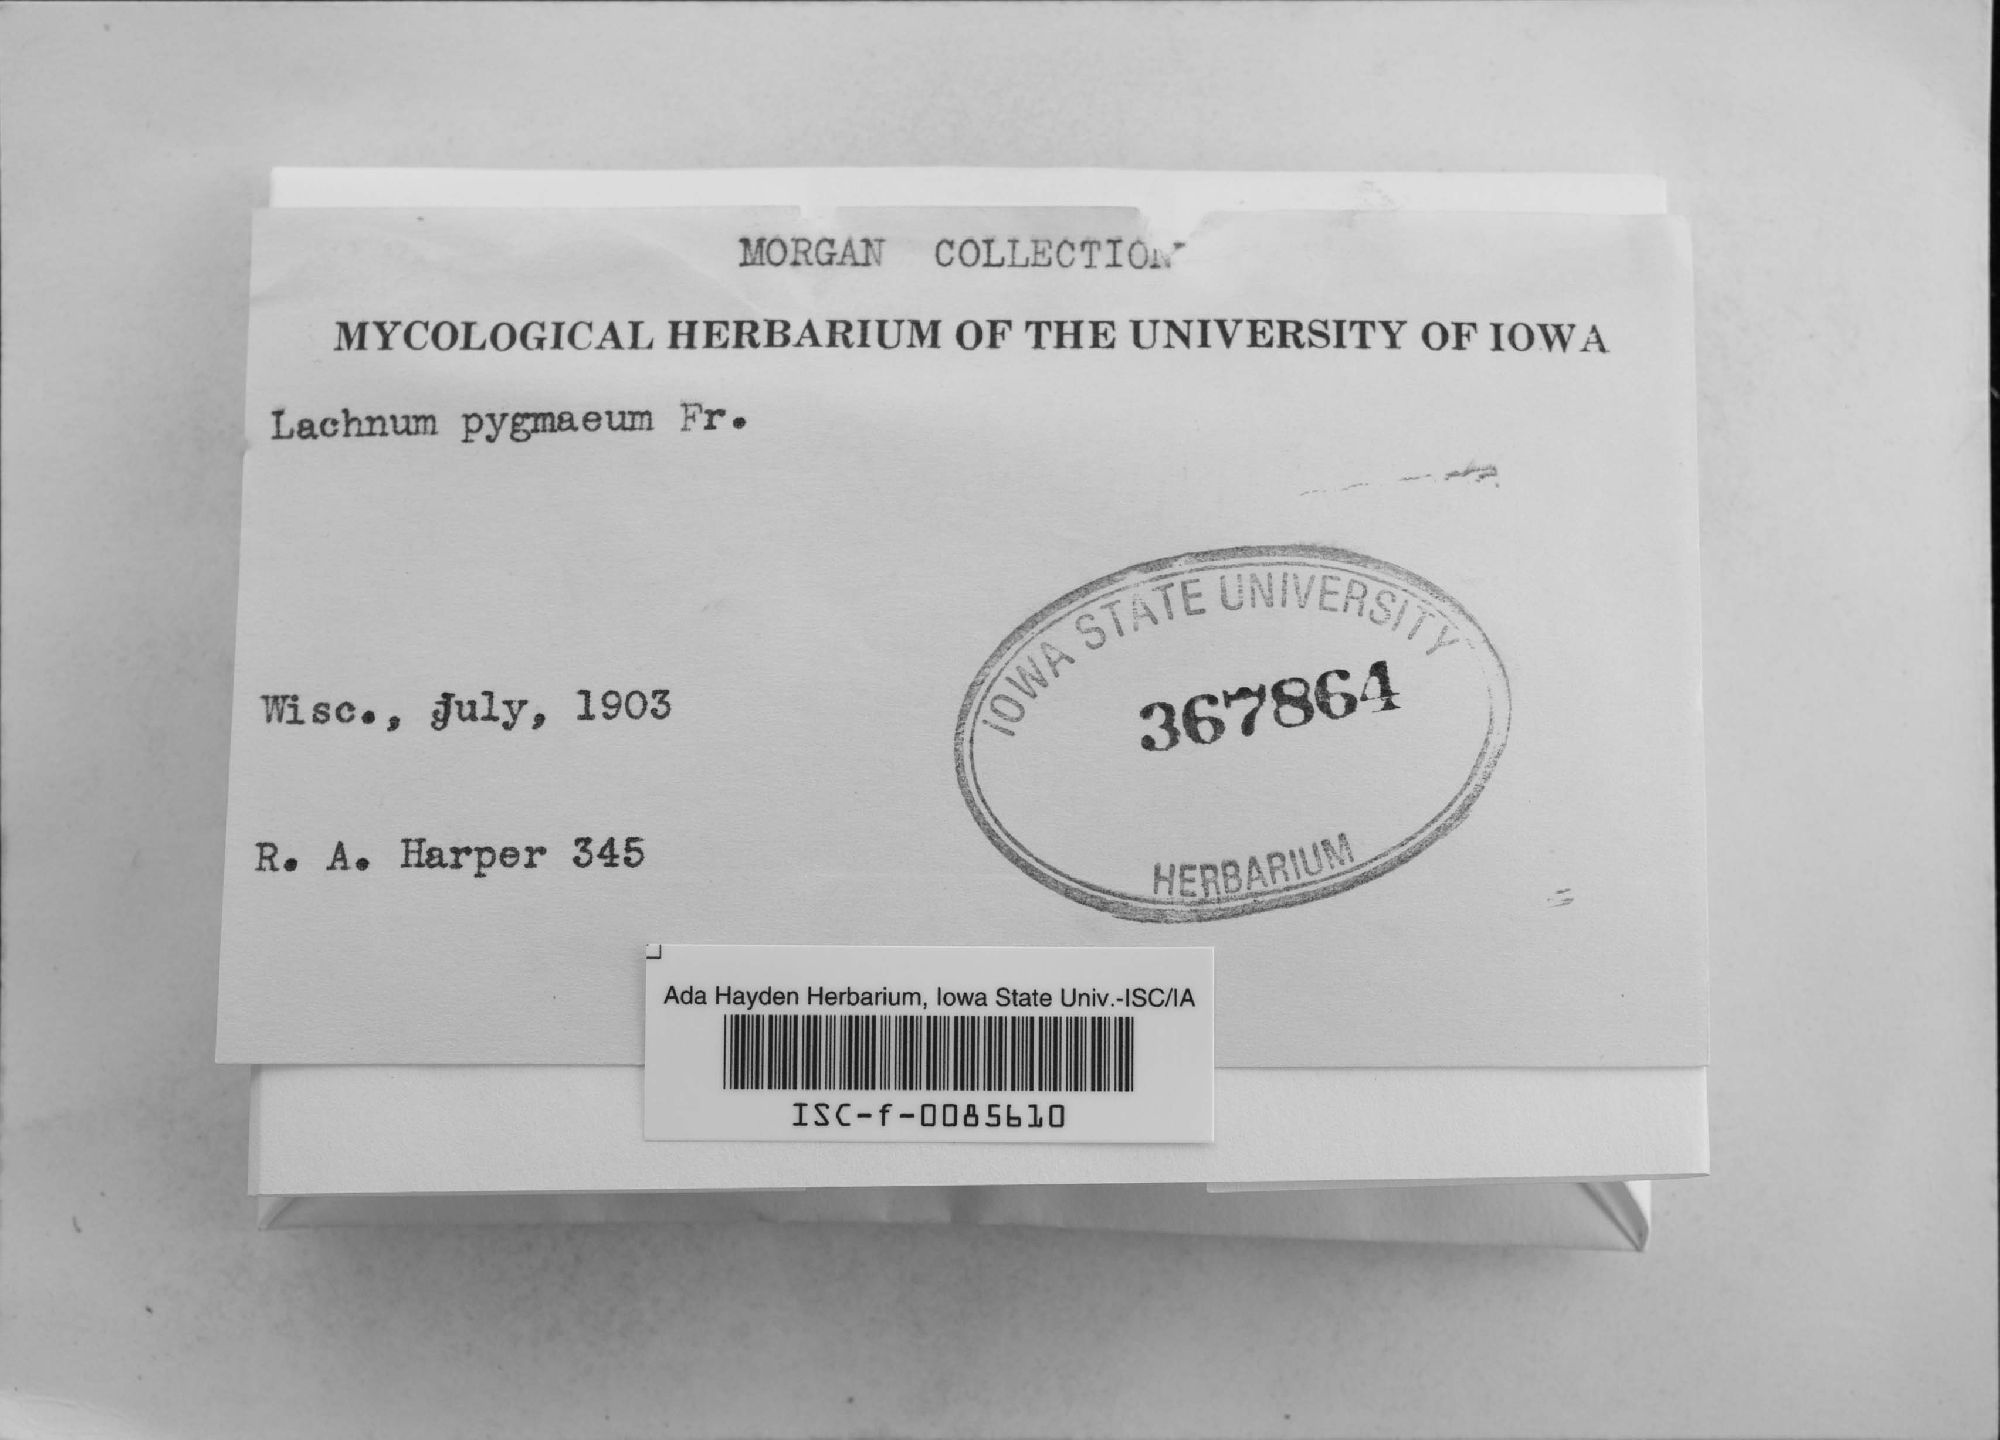 MORGAN COLLECTION
MYCOLOGICAL HERBARIUM OF THE UNIVERSITY OF IOWA
Lachnum pygmaeum Fr.
IOWA STATE UNIVERSITY
367864
HERBARIUM
Wisc., July, 1903
R. A. Harper 345
Ada Hayden Herbarium, Iowa State Univ.-ISC/IA
ISC-f-0085610